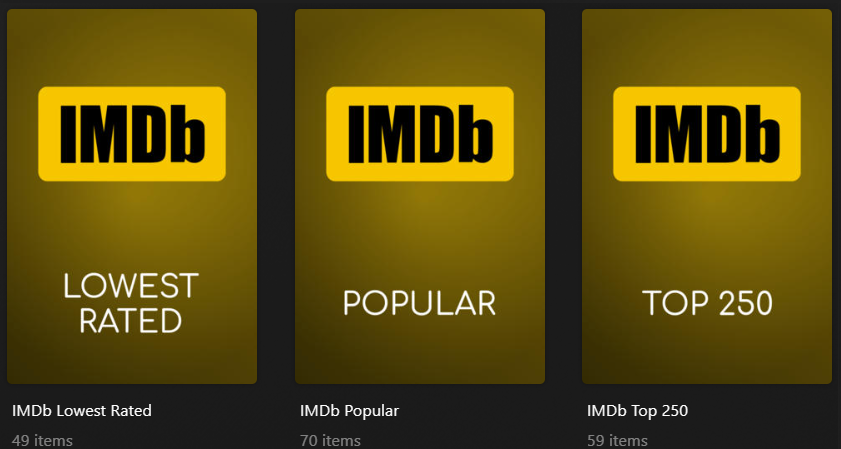 IMDb
LOWEST
RATED
IMDb Lowest Rated
49 items
IMDb
POPULAR
IMDb Popular
70 items
IMDb
TOP 250
IMDb Top 250
59 items